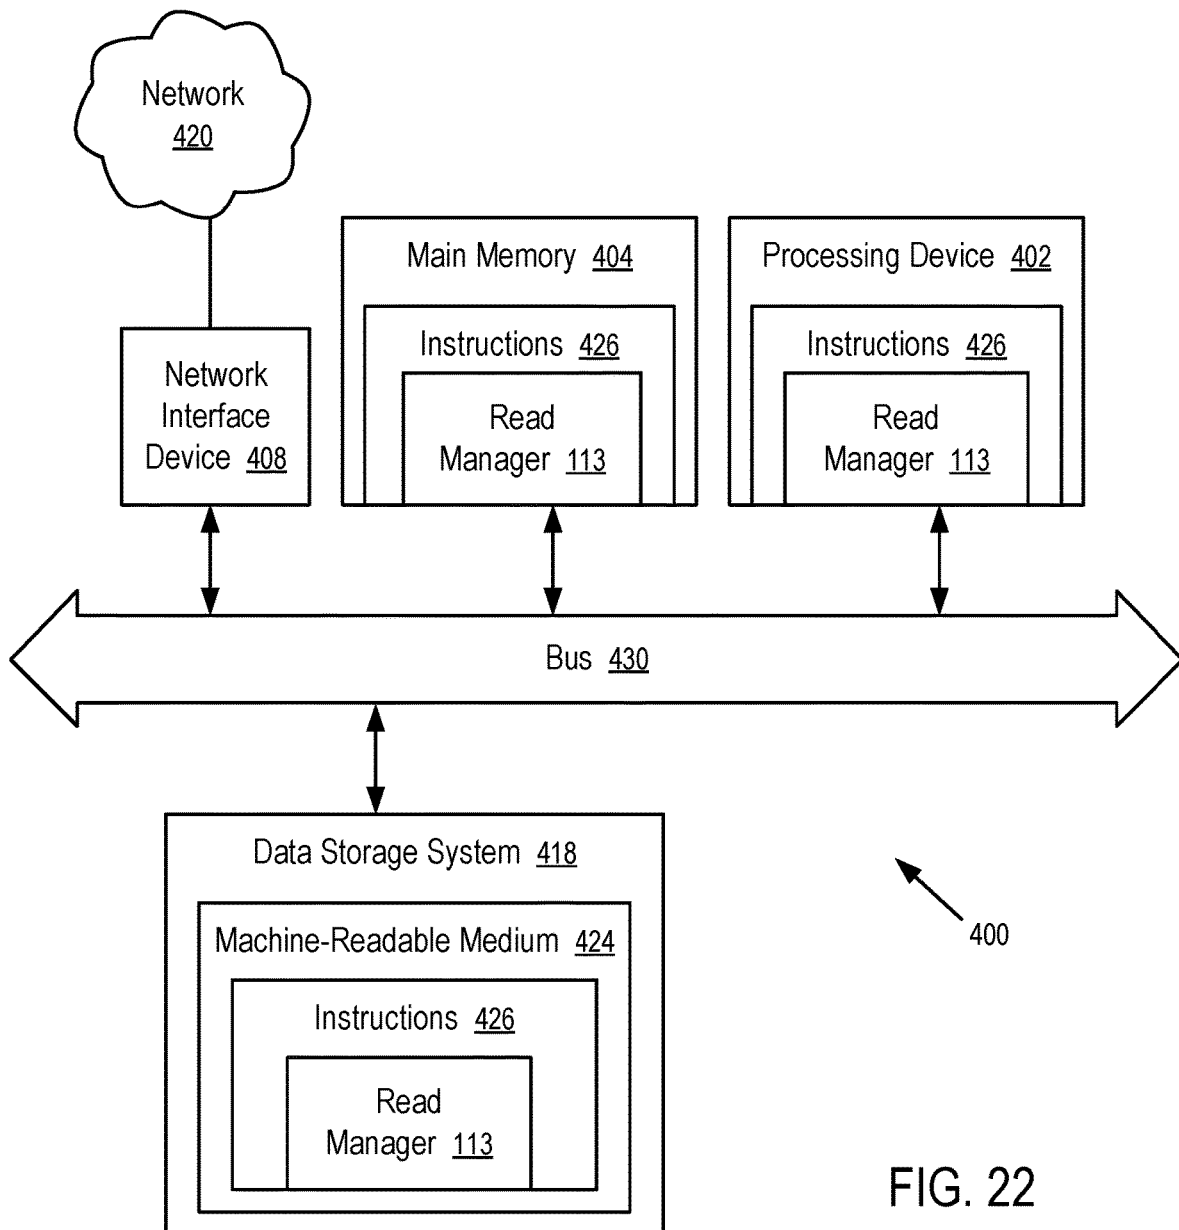 Network
420
Main Memory 404
Processing Device 402
Instructions 426
Instructions 426
Network
Interface
Device 408
Read
Manager 113
Read
Manager 113
Bus 430
Data Storage System 418
Machine-Readable Medium 424
400
Instructions 426
Read
Manager 113
FIG. 22